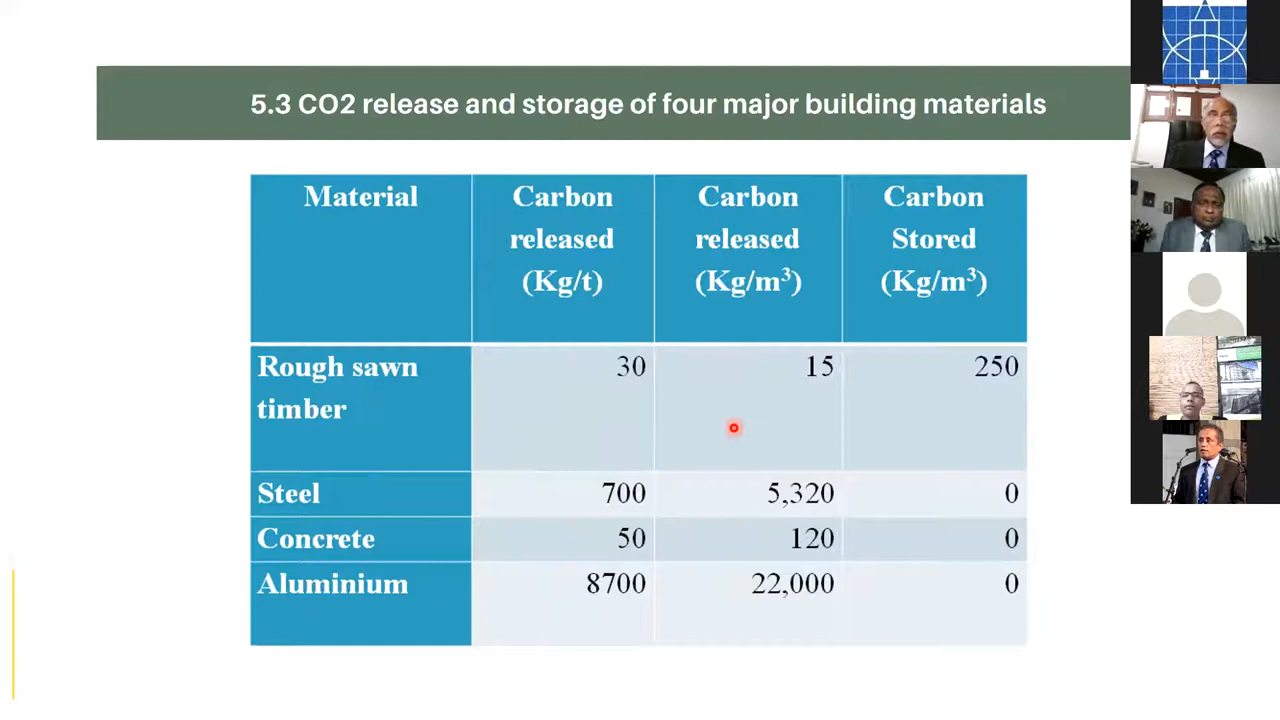 5.3 CO2 release and storage of four major building materials
Material
Carbon
released
(Kg/t)
Carbon
released
(Kg/m³)
Carbon
Stored
(Kg/m³)
Rough sawn
timber
30
15
250
Steel
700
5,320
0
Concrete
50
120
0
Aluminium
8700
22,000
0